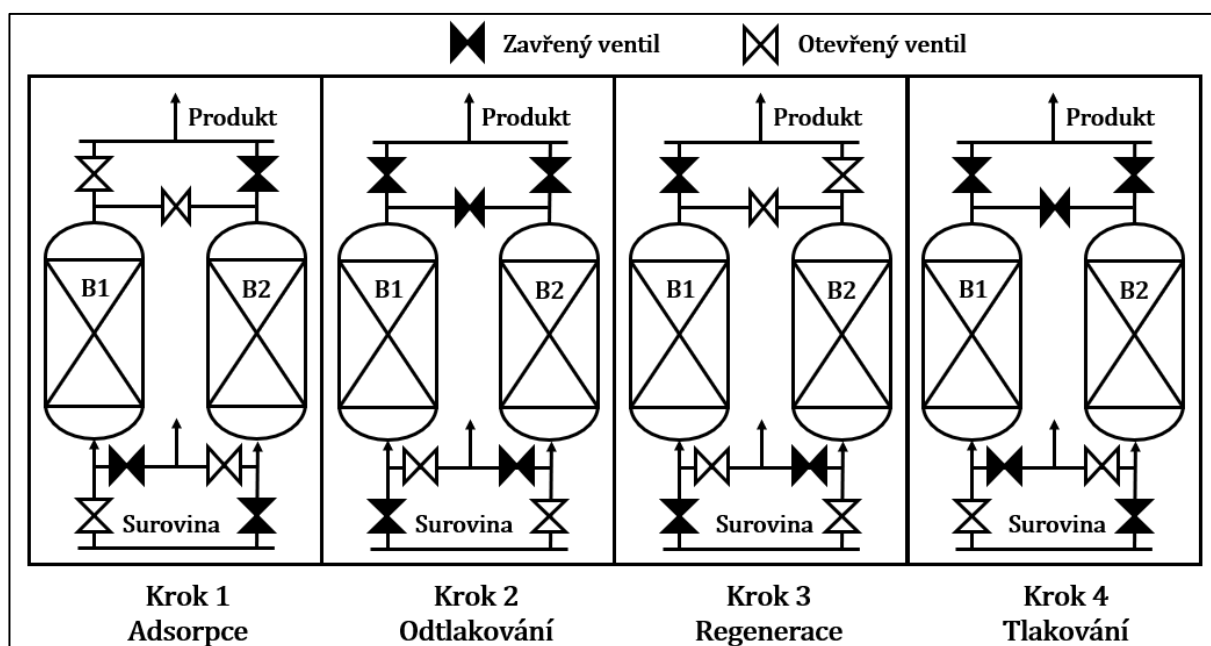 Zavřený ventil Otevřený ventil
Produkt Produkt Produkt Produkt
B1 B2 B1 B2 B1 B2 B1 B2
Surovina Surovina Surovina Surovina
Krok 1 Krok 2 Krok 3 Krok 4
Adsorpce Odtlakování Regenerace Tlakování